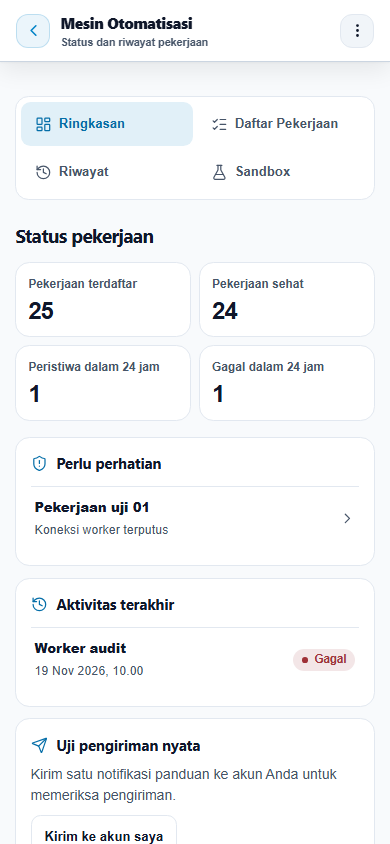 Mesin Otomatisasi
Status dan riwayat pekerjaan
Ringkasan
Daftar Pekerjaan
Riwayat
Sandbox
Status pekerjaan
Pekerjaan terdaftar
25
Pekerjaan sehat
24
Peristiwa dalam 24 jam
1
Gagal dalam 24 jam
1
Perlu perhatian
Pekerjaan uji 01
Koneksi worker terputus
Aktivitas terakhir
Worker audit
19 Nov 2026, 10.00
Gagal
Uji pengiriman nyata
Kirim satu notifikasi panduan ke akun Anda untuk
memeriksa pengiriman.
Kirim ke akun saya